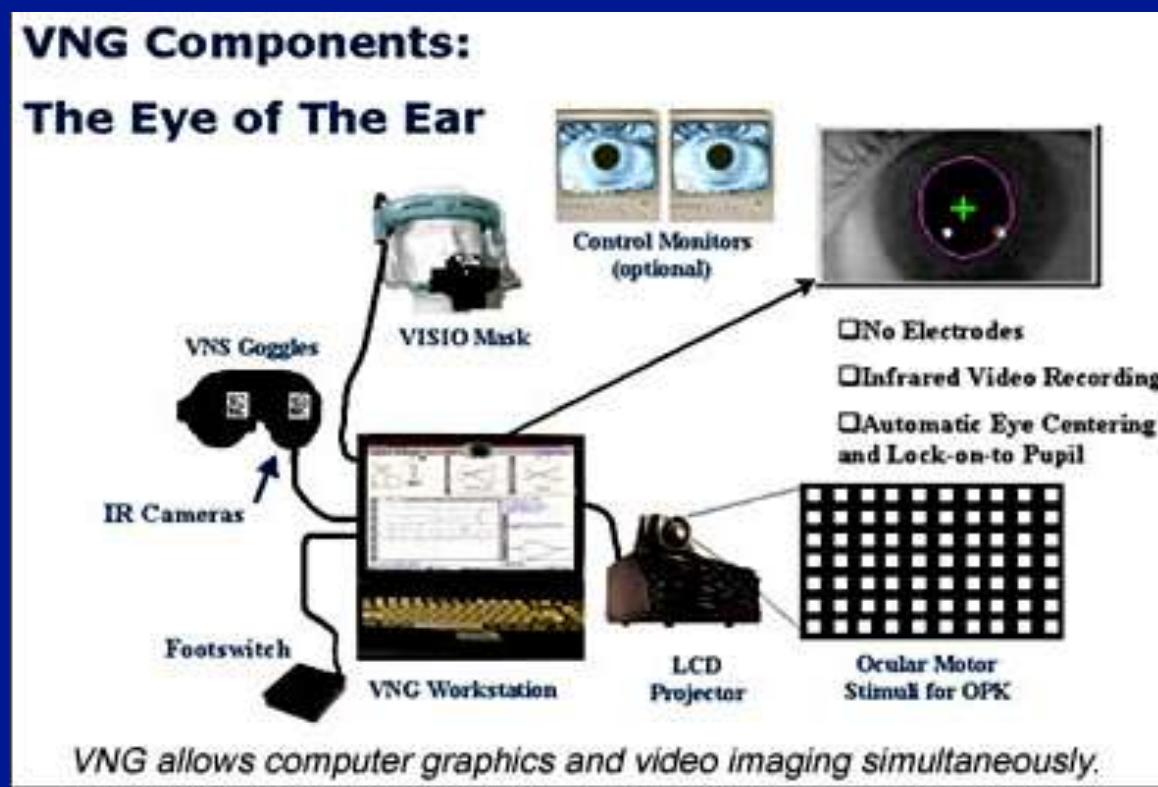 VNG Components:
The Eye of The Ear
Control Monitors
(optional)
VISIO Mask
VNS Goggles
IR Cameras
Footswitch
VNG Workstation
LCD
Projector
❑No Electrodes
❑Infrared Video Recording
❑Automatic Eye Centering
and Lock-on-to Pupil
Ocular Motor
Stimuli for OPK
VNG allows computer graphics and video imaging simultaneously.